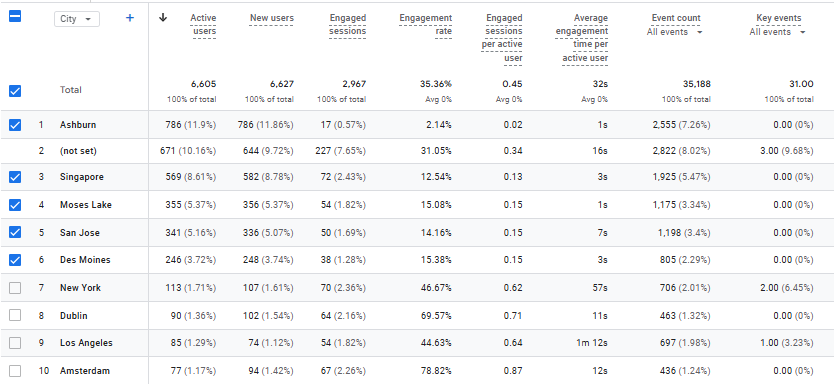 City + ↓ Active users New users Engaged sessions Engagement rate Engaged sessions per active user Average engagement time per active user Event count All events Key events All events
Total 6,605 6,627 2,967 35.36% 0.45 32s 35,188 31.00
100% of total 100% of total 100% of total Avg 0% Avg 0% Avg 0% 100% of total 100% of total
1 Ashburn 786 (11.9%) 786 (11.86%) 17 (0.57%) 2.14% 0.02 1s 2,555 (7.26%) 0.00 (0%)
2 (not set) 671 (10.16%) 644 (9.72%) 227 (7.65%) 31.05% 0.34 16s 2,822 (8.02%) 3.00 (9.68%)
3 Singapore 569 (8.61%) 582 (8.78%) 72 (2.43%) 12.54% 0.13 3s 1,925 (5.47%) 0.00 (0%)
4 Moses Lake 355 (5.37%) 356 (5.37%) 54 (1.82%) 15.08% 0.15 1s 1,175 (3.34%) 0.00 (0%)
5 San Jose 341 (5.16%) 336 (5.07%) 50 (1.69%) 14.16% 0.15 7s 1,198 (3.4%) 0.00 (0%)
6 Des Moines 246 (3.72%) 248 (3.74%) 38 (1.28%) 15.38% 0.15 3s 805 (2.29%) 0.00 (0%)
7 New York 113 (1.71%) 107 (1.61%) 70 (2.36%) 46.67% 0.62 57s 706 (2.01%) 2.00 (6.45%)
8 Dublin 90 (1.36%) 102 (1.54%) 64 (2.16%) 69.57% 0.71 11s 463 (1.32%) 0.00 (0%)
9 Los Angeles 85 (1.29%) 74 (1.12%) 54 (1.82%) 44.63% 0.64 1m 12s 697 (1.98%) 1.00 (3.23%)
10 Amsterdam 77 (1.17%) 94 (1.42%) 67 (2.26%) 78.82% 0.87 12s 436 (1.24%) 0.00 (0%)